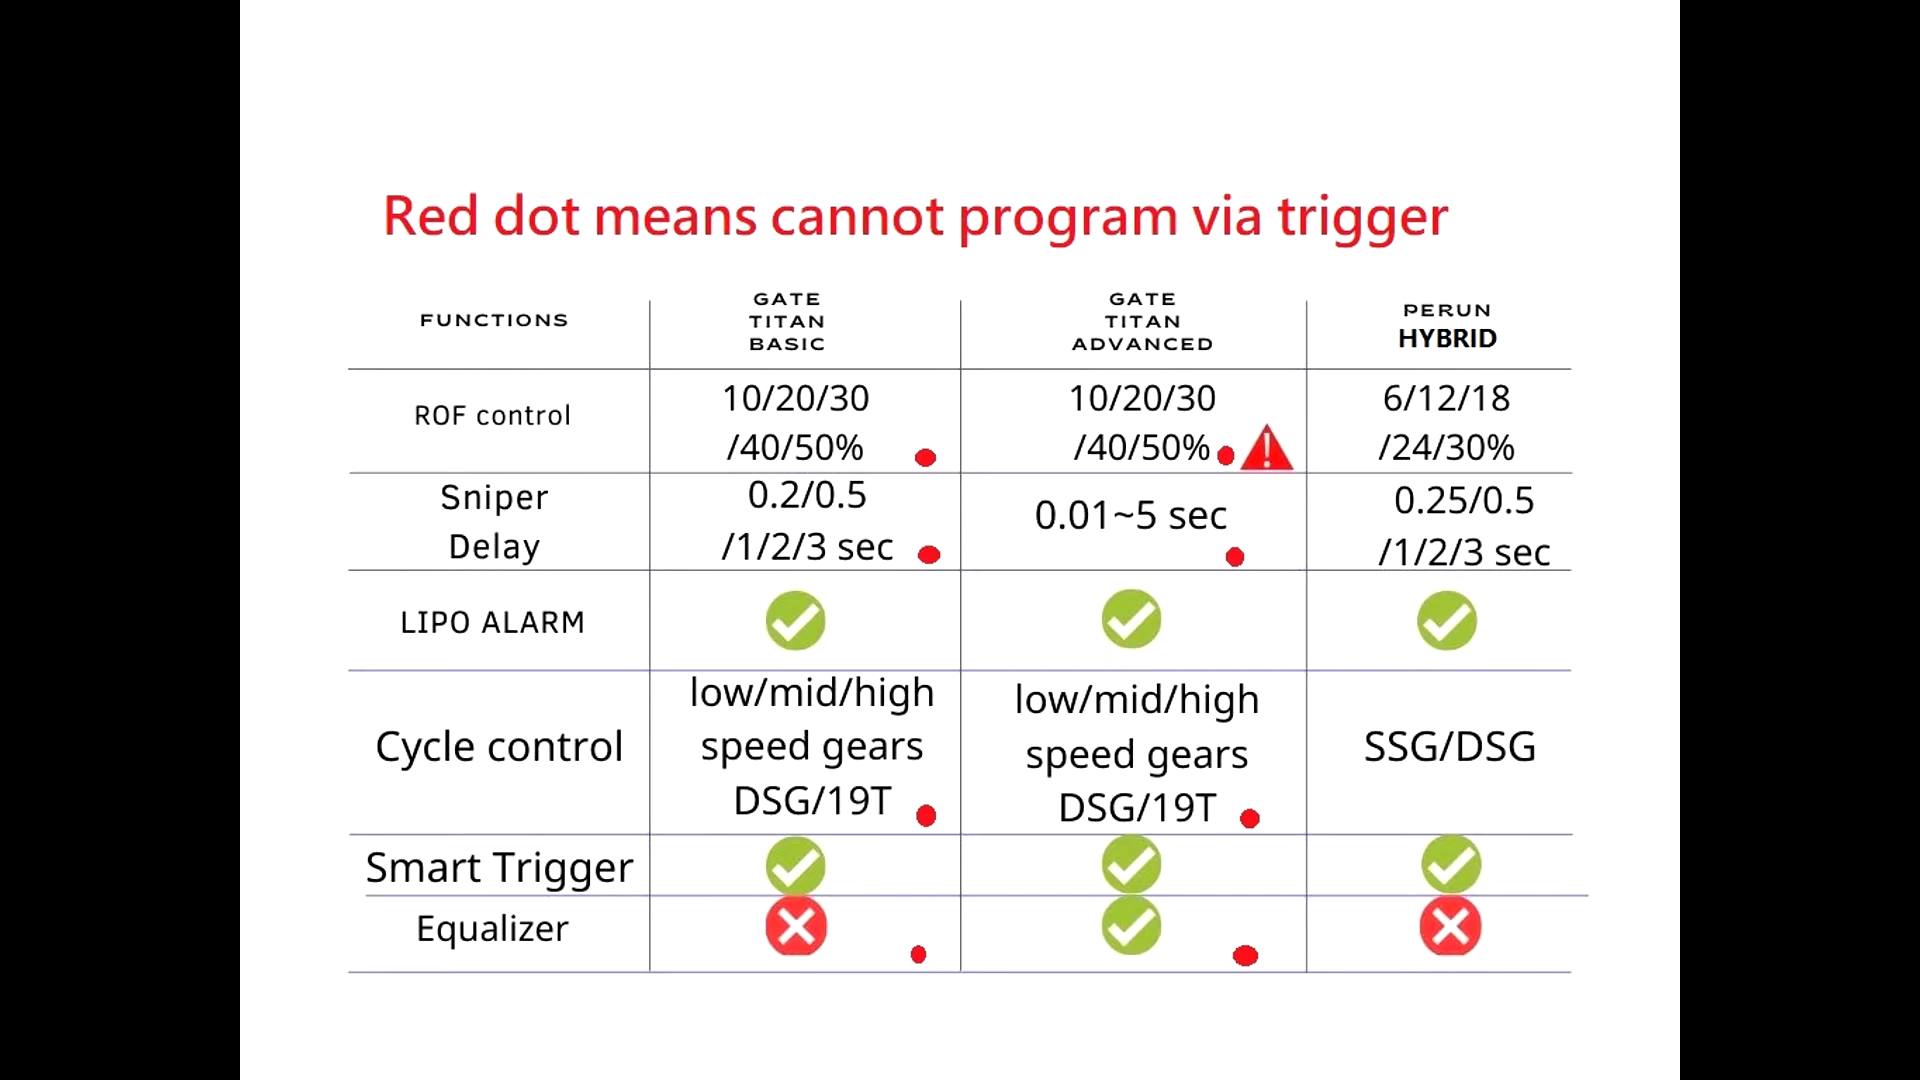 Red dot means cannot program via trigger
FUNCTIONS
GATE
TITAN
BASIC
GATE
TITAN
ADVANCED
PERUN
HYBRID
ROF control
10/20/30
/40/50%
10/20/30
/40/50%
6/12/18
/24/30%
Sniper
Delay
0.2/0.5
/1/2/3 sec
0.01~5 sec
0.25/0.5
/1/2/3 sec
LIPO ALARM
Cycle control
low/mid/high
speed gears
DSG/19T
low/mid/high
speed gears
DSG/19T
SSG/DSG
Smart Trigger
Equalizer